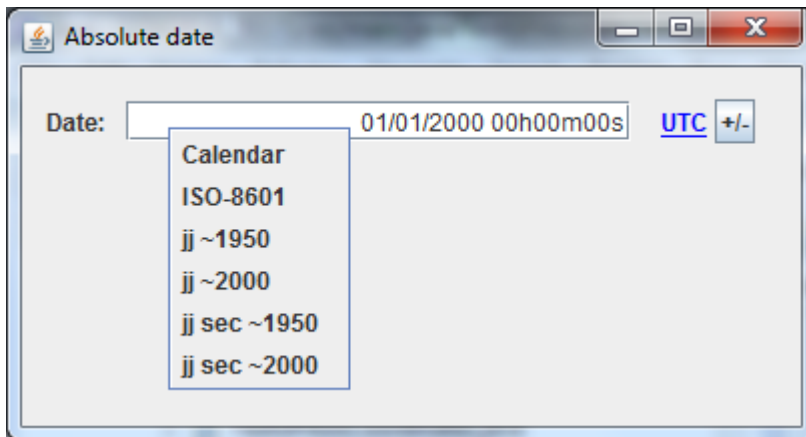 Absolute date
Date: 01/01/2000 00h00m00s UTC +/-
Calendar
ISO-8601
jj ~1950
jj ~2000
jj sec ~1950
jj sec ~2000